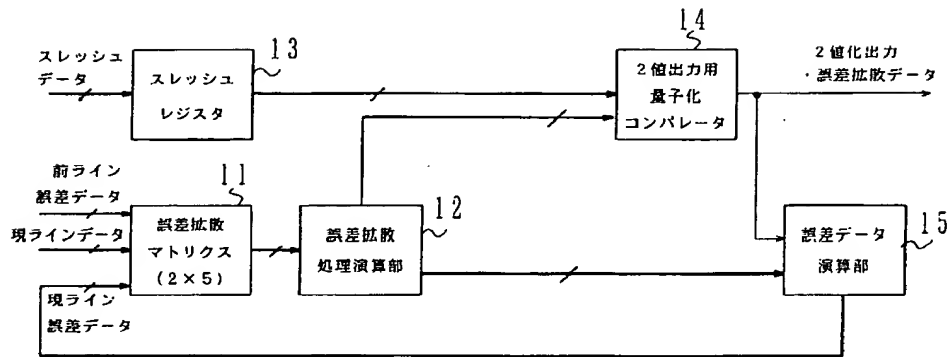 スレッシュ
データ
13
スレッシュ
レジスタ
14
2値出力用
量子化
コンパレータ
2値化出力
・誤差拡散データ
前ライン
誤差データ
現ラインデータ
現ライン
誤差データ
11
誤差拡散
マトリクス
(2×5)
12
誤差拡散
処理演算部
15
誤差データ
演算部